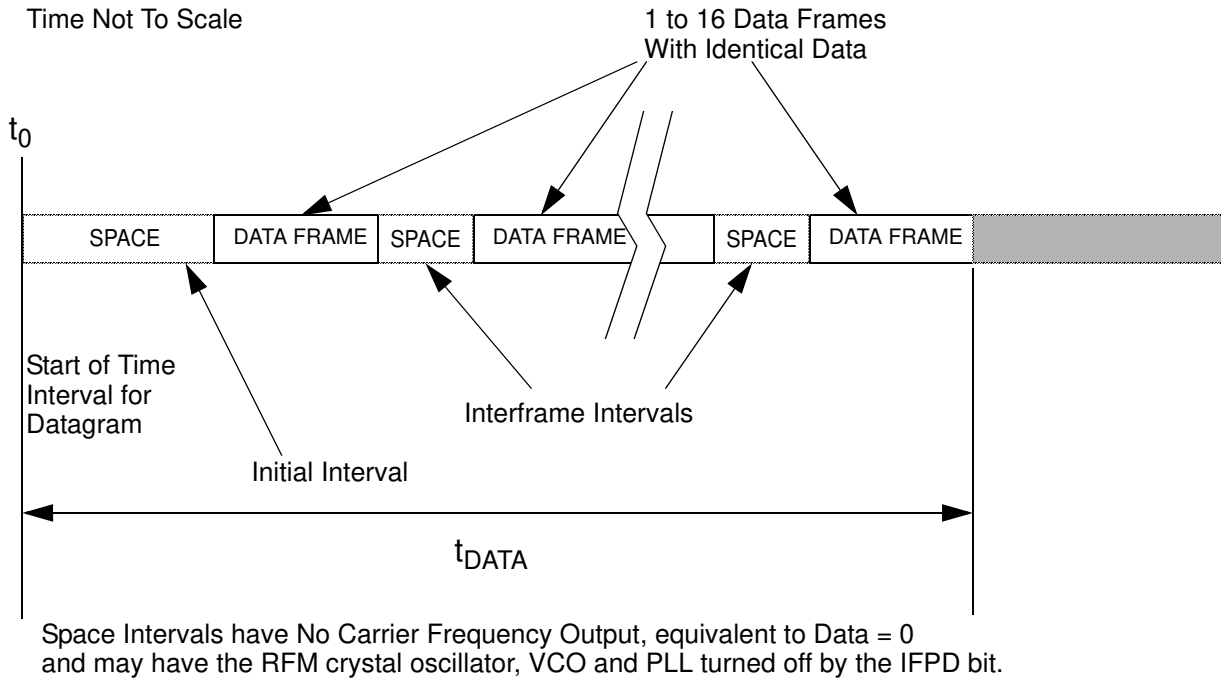 Time Not To Scale
1 to 16 Data Frames
With Identical Data
t0
SPACE
DATA FRAME
SPACE
DATA FRAME
SPACE
DATA FRAME
Start of Time
Interval for
Datagram
Interframe Intervals
Initial Interval
tDATA
Space Intervals have No Carrier Frequency Output, equivalent to Data = 0
and may have the RFM crystal oscillator, VCO and PLL turned off by the IFPD bit.